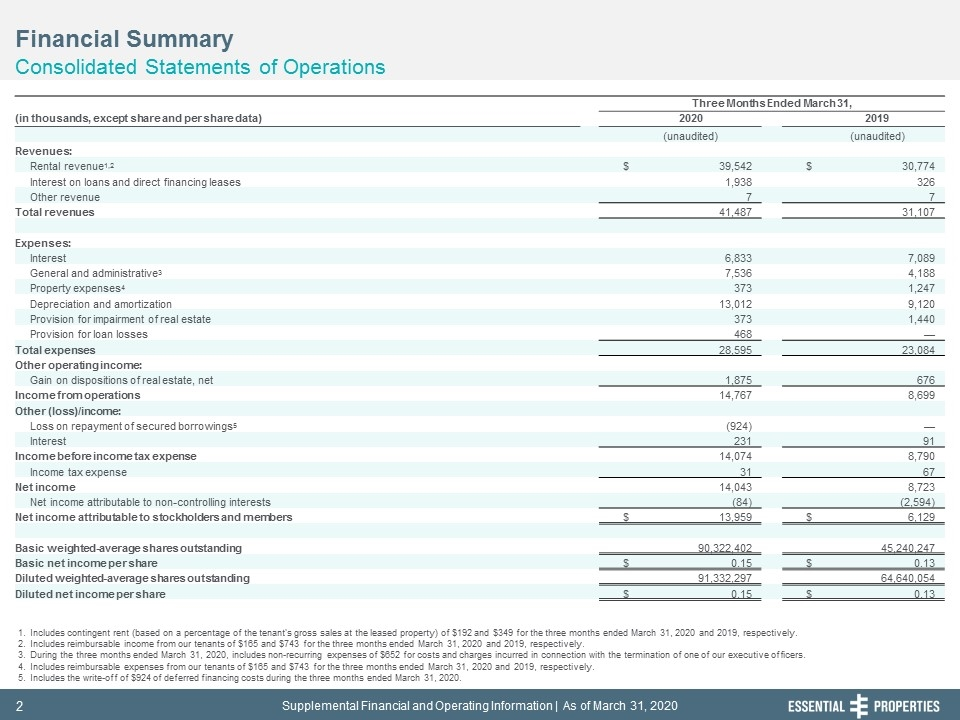 Financial Summary
Consolidated Statements of Operations
Three Months Ended March 31,
(in thousands, except share and per share data) 2020 2019
(unaudited) (unaudited)
Revenues:
Rental revenue1,2 $ 39,542 $ 30,774
Interest on loans and direct financing leases 1,938 326
Other revenue 7 7
Total revenues 41,487 31,107
Expenses:
Interest 6,833 7,089
General and administrative3 7,536 4,188
Property expenses4 373 1,247
Depreciation and amortization 13,012 9,120
Provision for impairment of real estate 373 1,440
Provision for loan losses 468 —
Total expenses 28,595 23,084
Other operating income:
Gain on dispositions of real estate, net 1,875 676
Income from operations 14,767 8,699
Other (loss)/income:
Loss on repayment of secured borrowings5 (924) —
Interest 231 91
Income before income tax expense 14,074 8,790
Income tax expense 31 67
Net income 14,043 8,723
Net income attributable to non-controlling interests (84) (2,594)
Net income attributable to stockholders and members $ 13,959 $ 6,129
Basic weighted-average shares outstanding 90,322,402 45,240,247
Basic net income per share $ 0.15 $ 0.13
Diluted weighted-average shares outstanding 91,332,297 64,640,054
Diluted net income per share $ 0.15 $ 0.13
1. Includes contingent rent (based on a percentage of the tenant's gross sales at the leased property) of $192 and $349 for the three months ended March 31, 2020 and 2019, respectively.
2. Includes reimbursable income from our tenants of $165 and $743 for the three months ended March 31, 2020 and 2019, respectively.
3. During the three months ended March 31, 2020, includes non-recurring expenses of $652 for costs and charges incurred in connection with the termination of one of our executive officers.
4. Includes reimbursable expenses from our tenants of $165 and $743 for the three months ended March 31, 2020 and 2019, respectively.
5. Includes the write-off of $924 of deferred financing costs during the three months ended March 31, 2020.
2 Supplemental Financial and Operating Information | As of March 31, 2020 ESSENTIAL PROPERTIES